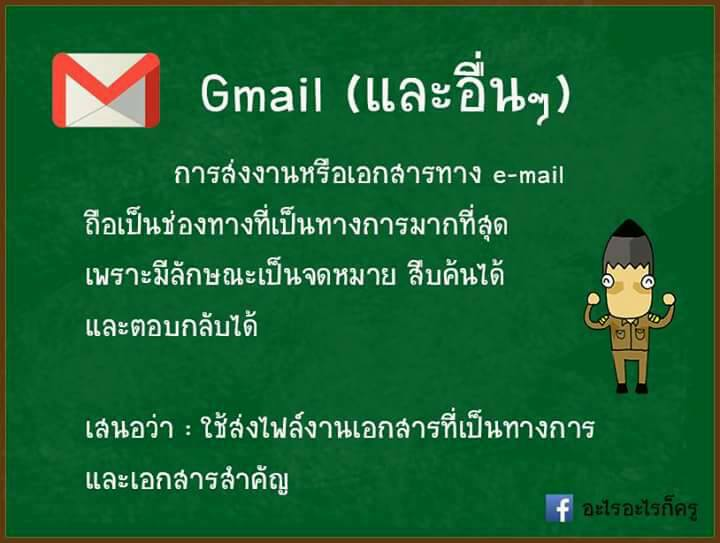 Gmail (และอื่นๆ)
การส่งงานหรือเอกสารทาง e-mail
ถือเป็นช่องทางที่เป็นทางการมากที่สุด
เพราะมีลักษณะเป็นจดหมาย สืบค้นได้
และตอบกลับได้
เสนอว่า : ใช้ส่งไฟล์งานเอกสารที่เป็นทางการ
และเอกสารสำคัญ
อะไรอะไรก็ครู